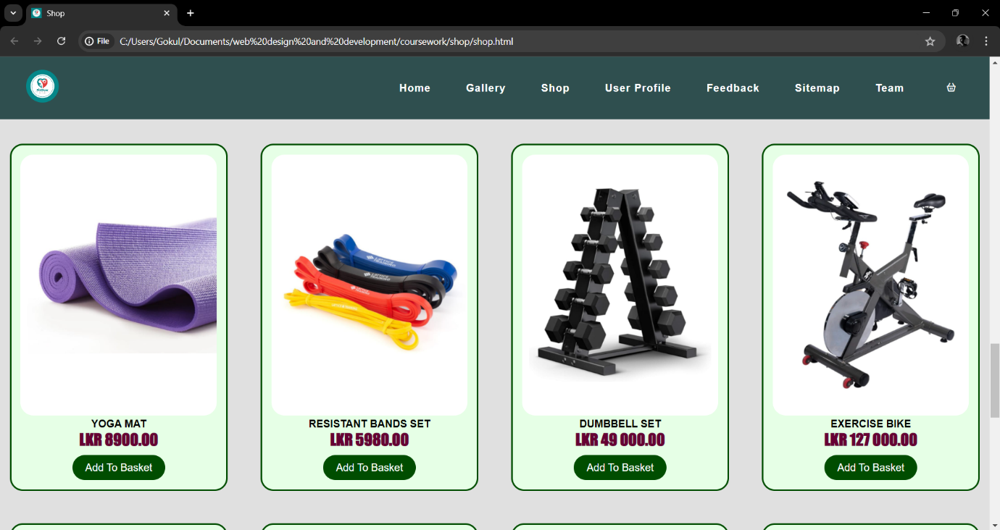 Shop
File
C:/Users/Gokul/Documents/web%20design%20and%20development/coursework/shop/shop.html
Home Gallery Shop User Profile Feedback Sitemap Team
YOGA MAT
LKR 8900.00
Add To Basket
RESISTANT BANDS SET
LKR 5980.00
Add To Basket
DUMBBELL SET
LKR 49 000.00
Add To Basket
EXERCISE BIKE
LKR 127 000.00
Add To Basket